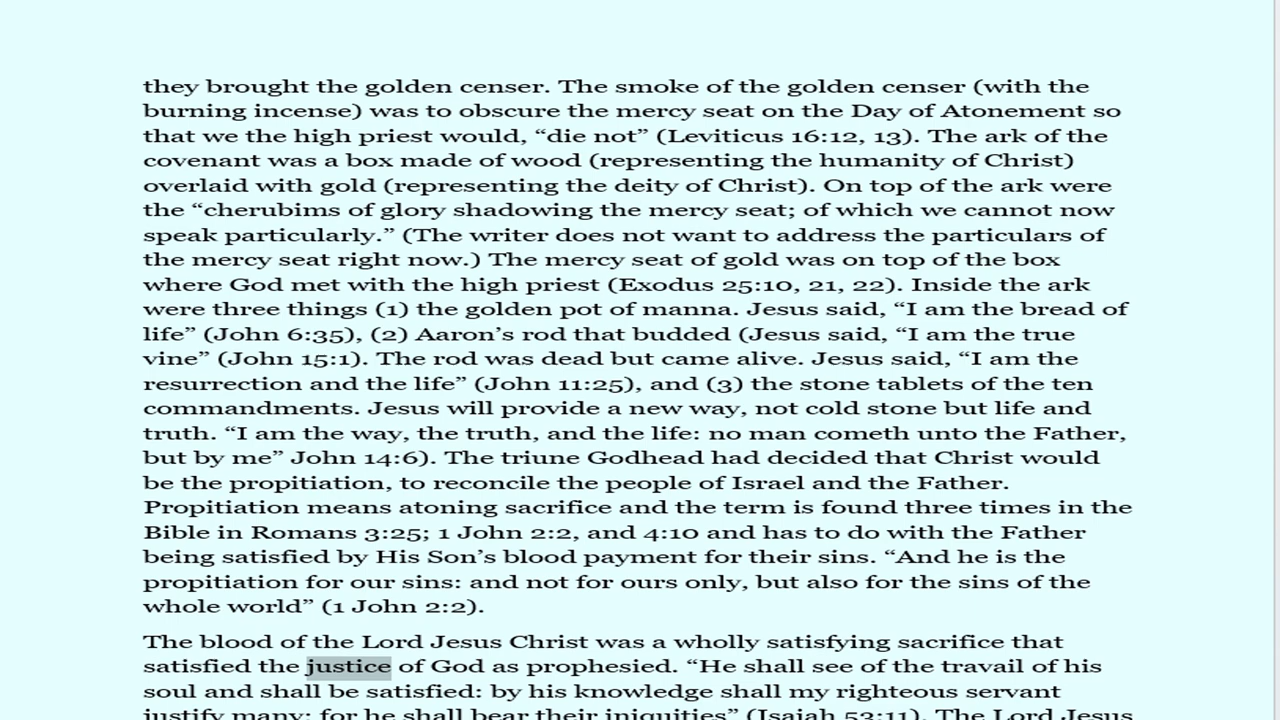 they brought the golden censer. The smoke of the golden censer (with the
burning incense) was to obscure the mercy seat on the Day of Atonement so
that we the high priest would, “die not” (Leviticus 16:12, 13). The ark of the
covenant was a box made of wood (representing the humanity of Christ)
overlaid with gold (representing the deity of Christ). On top of the ark were
the “cherubims of glory shadowing the mercy seat; of which we cannot now
speak particularly.” (The writer does not want to address the particulars of
the mercy seat right now.) The mercy seat of gold was on top of the box
where God met with the high priest (Exodus 25:10, 21, 22). Inside the ark
were three things (1) the golden pot of manna. Jesus said, “I am the bread of
life” (John 6:35), (2) Aaron’s rod that budded (Jesus said, “I am the true
vine” (John 15:1). The rod was dead but came alive. Jesus said, “I am the
resurrection and the life” (John 11:25), and (3) the stone tablets of the ten
commandments. Jesus will provide a new way, not cold stone but life and
truth. “I am the way, the truth, and the life: no man cometh unto the Father,
but by me” John 14:6). The triune Godhead had decided that Christ would
be the propitiation, to reconcile the people of Israel and the Father.
Propitiation means atoning sacrifice and the term is found three times in the
Bible in Romans 3:25; 1 John 2:2, and 4:10 and has to do with the Father
being satisfied by His Son’s blood payment for their sins. “And he is the
propitiation for our sins: and not for ours only, but also for the sins of the
whole world” (1 John 2:2).
The blood of the Lord Jesus Christ was a wholly satisfying sacrifice that
satisfied the justice of God as prophesied. “He shall see of the travail of his
soul and shall be satisfied: by his knowledge shall my righteous servant
justify many; for he shall bear their iniquities” (Isaiah 53:11). The Lord Jesus